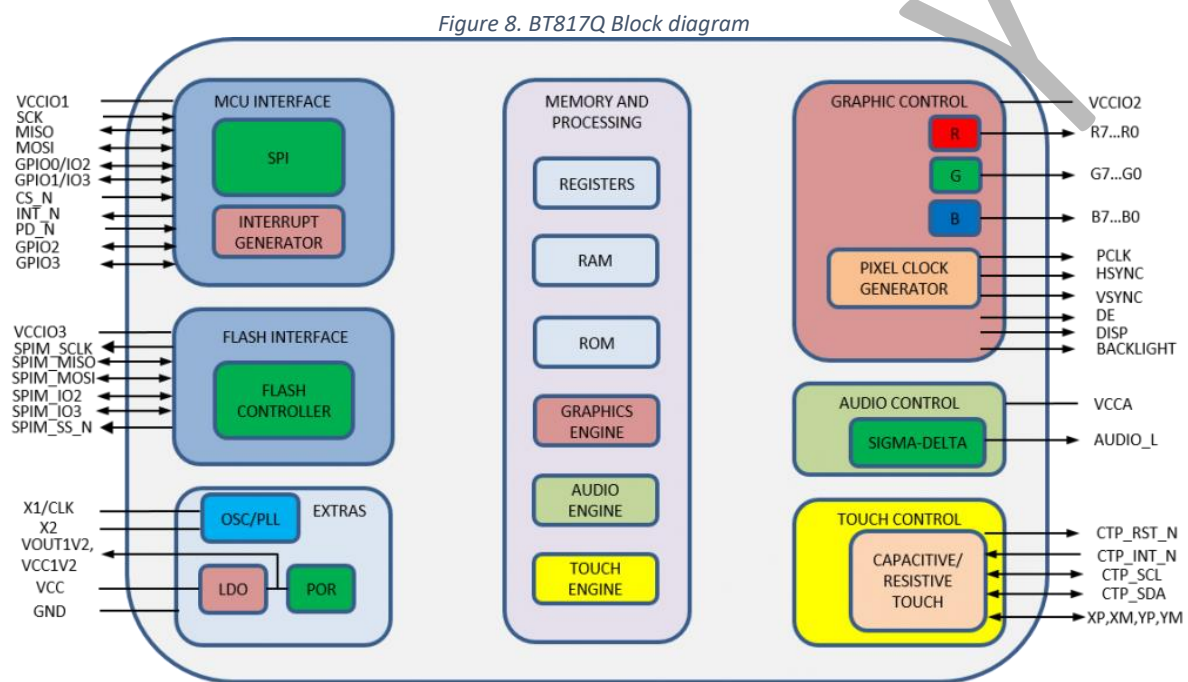 Figure 8. BT817Q Block diagram
VCCIO1
SCK
MISO
MOSI
GPIO0/IO2
GPIO1/IO3
CS_N
INT_N
PD_N
GPIO2
GPIO3
MCU INTERFACE
SPI
INTERRUPT
GENERATOR
VCCIO3
SPIM_SCLK
SPIM_MISO
SPIM_MOSI
SPIM_IO2
SPIM_IO3
SPIM_SS_N
FLASH INTERFACE
FLASH
CONTROLLER
X1/CLK
X2
VOUT1V2,
VCC1V2
VCC
GND
OSC/PLL
EXTRAS
LDO
POR
MEMORY AND
PROCESSING
REGISTERS
RAM
ROM
GRAPHICS
ENGINE
AUDIO
ENGINE
TOUCH
ENGINE
GRAPHIC CONTROL
R
G
B
PIXEL CLOCK
GENERATOR
VCCIO2
R7...R0
G7...G0
B7...B0
PCLK
HSYNC
VSYNC
DE
DISP
BACKLIGHT
AUDIO CONTROL
SIGMA-DELTA
VCCA
AUDIO_L
TOUCH CONTROL
CAPACITIVE/
RESISTIVE
TOUCH
CTP_RST_N
CTP_INT_N
CTP_SCL
CTP_SDA
XP,XM,YP,YM